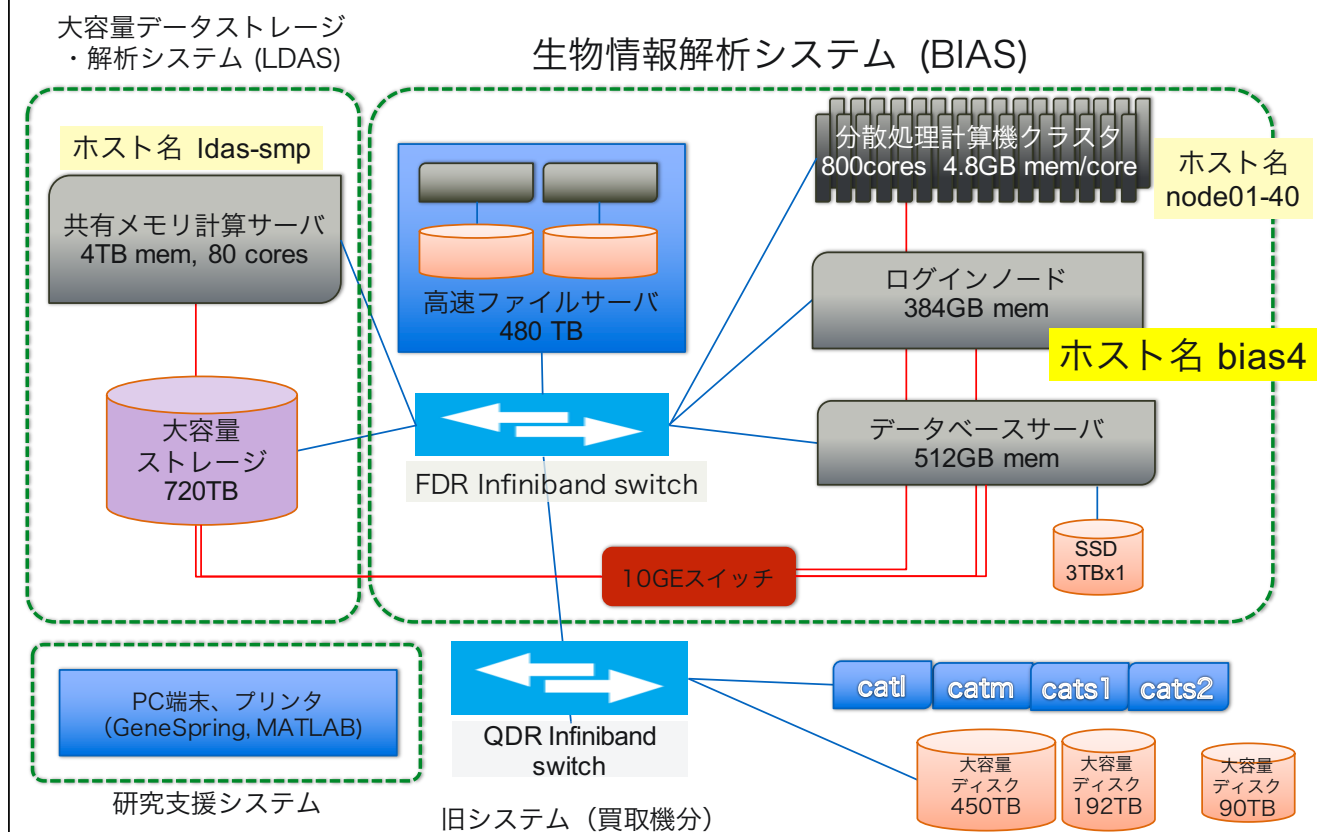 大容量データストレージ
・解析システム (LDAS)
生物情報解析システム (BIAS)
ホスト名 ldas-smp
共有メモリ計算サーバ
4TB mem, 80 cores
大容量
ストレージ
720TB
高速ファイルサーバ
480 TB
分散処理計算機クラスタ
800cores 4.8GB mem/core
ホスト名
node01-40
ログインノード
384GB mem
ホスト名 bias4
データベースサーバ
512GB mem
SSD
3TBx1
FDR Infiniband switch
10GEスイッチ
PC端末、プリンタ
(GeneSpring, MATLAB)
研究支援システム
QDR Infiniband
switch
旧システム（買取機分）
catl
catm
cats1
cats2
大容量
ディスク
450TB
大容量
ディスク
192TB
大容量
ディスク
90TB